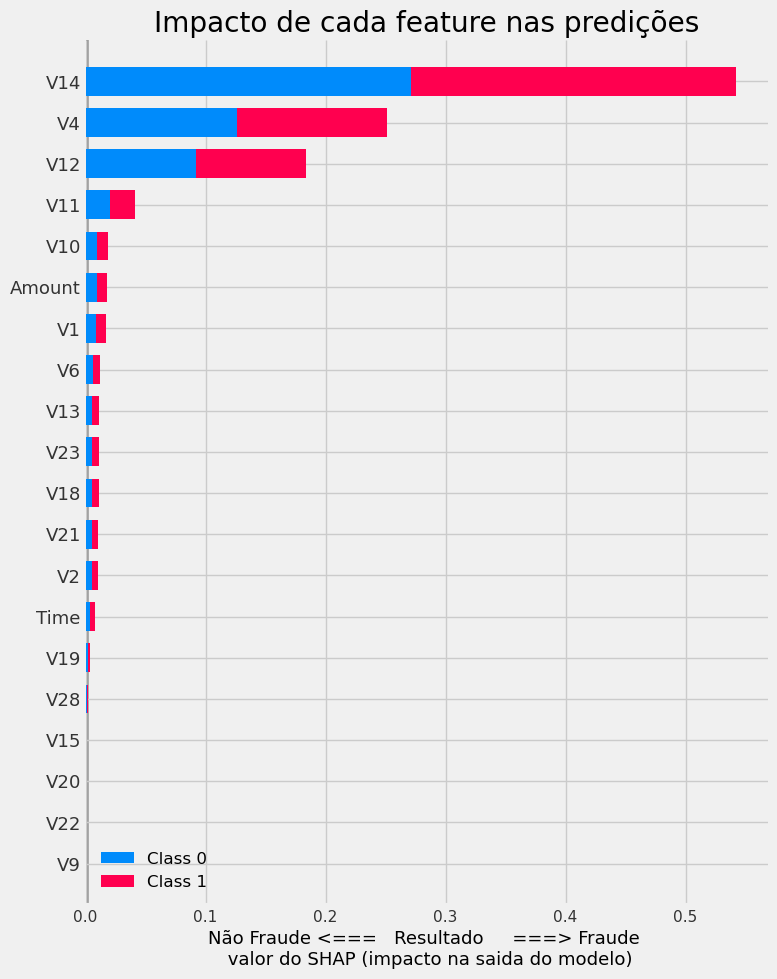 Impacto de cada feature nas predições
V14
V4
V12
V11
V10
Amount
V1
V6
V13
V23
V18
V21
V2
Time
V19
V28
V15
V20
V22
V9
Class 0
Class 1
0.0 0.1 0.2 0.3 0.4 0.5
Não Fraude <=== Resultado ===> Fraude
valor do SHAP (impacto na saida do modelo)